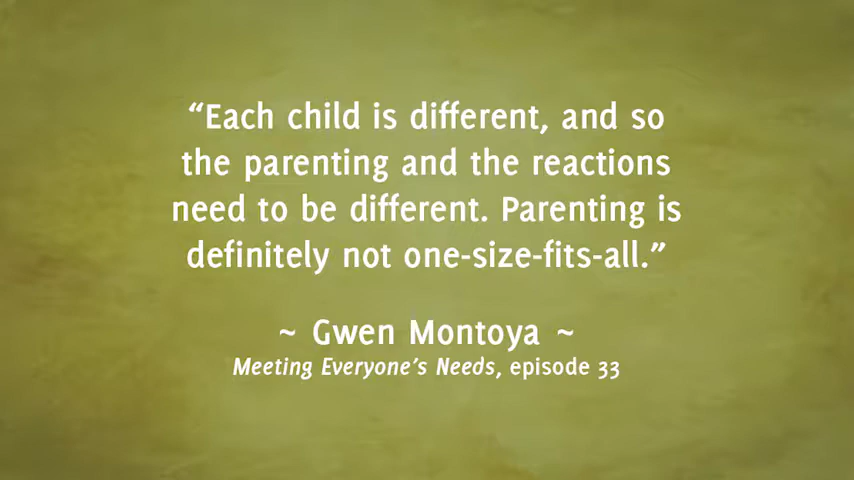 “Each child is different, and so
the parenting and the reactions
need to be different. Parenting is
definitely not one-size-fits-all.”
~ Gwen Montoya ~
Meeting Everyone’s Needs, episode 33